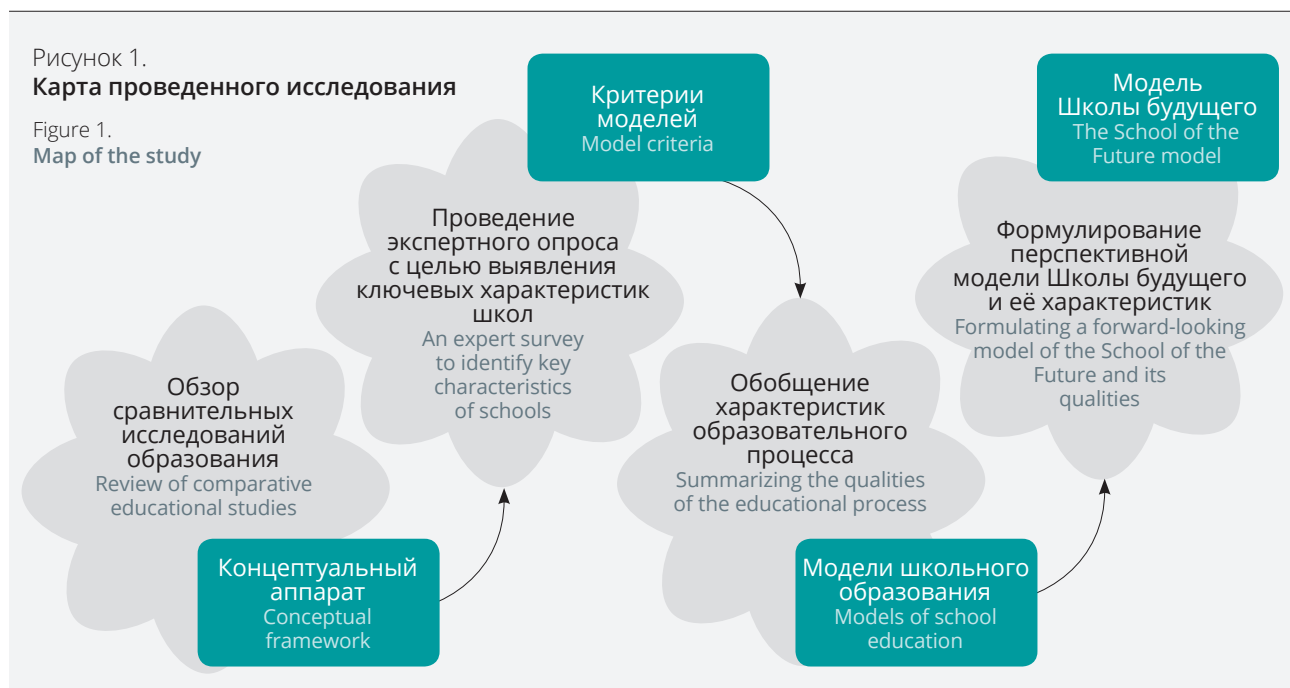 Рисунок 1.
Карта проведенного исследования
Figure 1.
Map of the study
Обзор
сравнительных
исследований
образования
Review of comparative
educational studies
Концептуальный
аппарат
Conceptual
framework
Проведение
экспертного опроса
с целью выявления
ключевых характеристик
школ
An expert survey
to identify key
characteristics
of schools
Критерии
моделей
Model criteria
Обобщение
характеристик
образовательного
процесса
Summarizing the qualities
of the educational process
Модели школьного
образования
Models of school
education
Формулирование
перспективной
модели Школы будущего
и её характеристик
Formulating a forward-looking
model of the School of the
Future and its
qualities
Модель
Школы будущего
The School of the
Future model